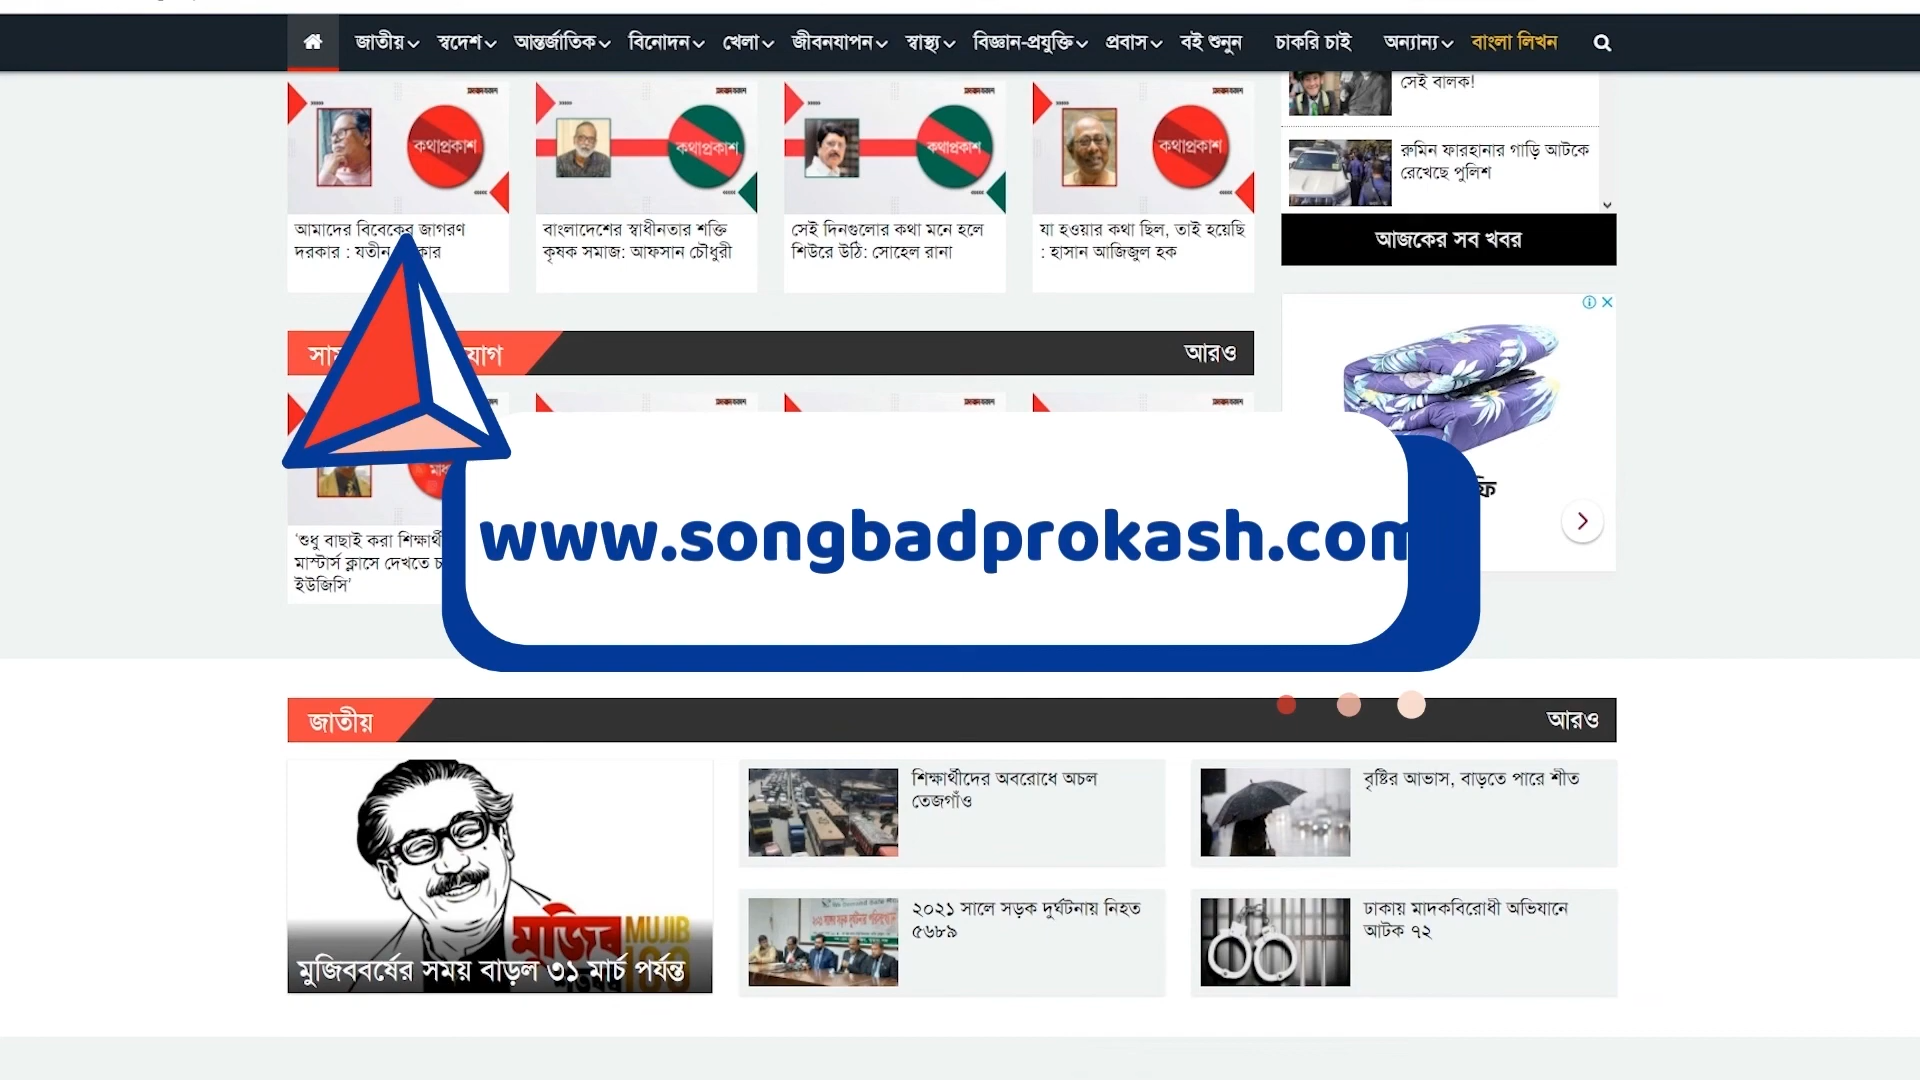 জাতীয় স্বদেশ আন্তর্জাতিক বিনোদন খেলা জীবনযাপন স্বাস্থ্য বিজ্ঞান-প্রযুক্তি প্রবাস বই শুনুন চাকরি চাই অন্যান্য বাংলা লিখন
সেই বালক!
রুমিন ফারহানার গাড়ি আটকে
রেখেছে পুলিশ
আজকের সব খবর
কথাপ্রকাশ
কথাপ্রকাশ
কথাপ্রকাশ
কথাপ্রকাশ
আমাদের বিবেকের জাগরণ
দরকার : যতীন
বাংলাদেশের স্বাধীনতার শক্তি
কৃষক সমাজ: আফসান চৌধুরী
সেই দিনগুলোর কথা মনে হলে
শিউরে উঠি: সোহেল রানা
যা হওয়ার কথা ছিল, তাই হয়েছি
: হাসান আজিজুল হক
আরও
‘শুধু বাছাই করা শিক্ষার্থী
মাস্টার্স ক্লাসে দেখতে চ
ইউজিসি’
www.songbadprokash.com
জাতীয়
আরও
মুজিব MUJIB
100
মুজিববর্ষের সময় বাড়ল ৩১ মার্চ পর্যন্ত
শিক্ষার্থীদের অবরোধে অচল
তেজগাঁও
বৃষ্টির আভাস, বাড়তে পারে শীত
২০২১ সালে সড়ক দুর্ঘটনায় নিহত
৫৬৮৯
ঢাকায় মাদকবিরোধী অভিযানে
আটক ৭২